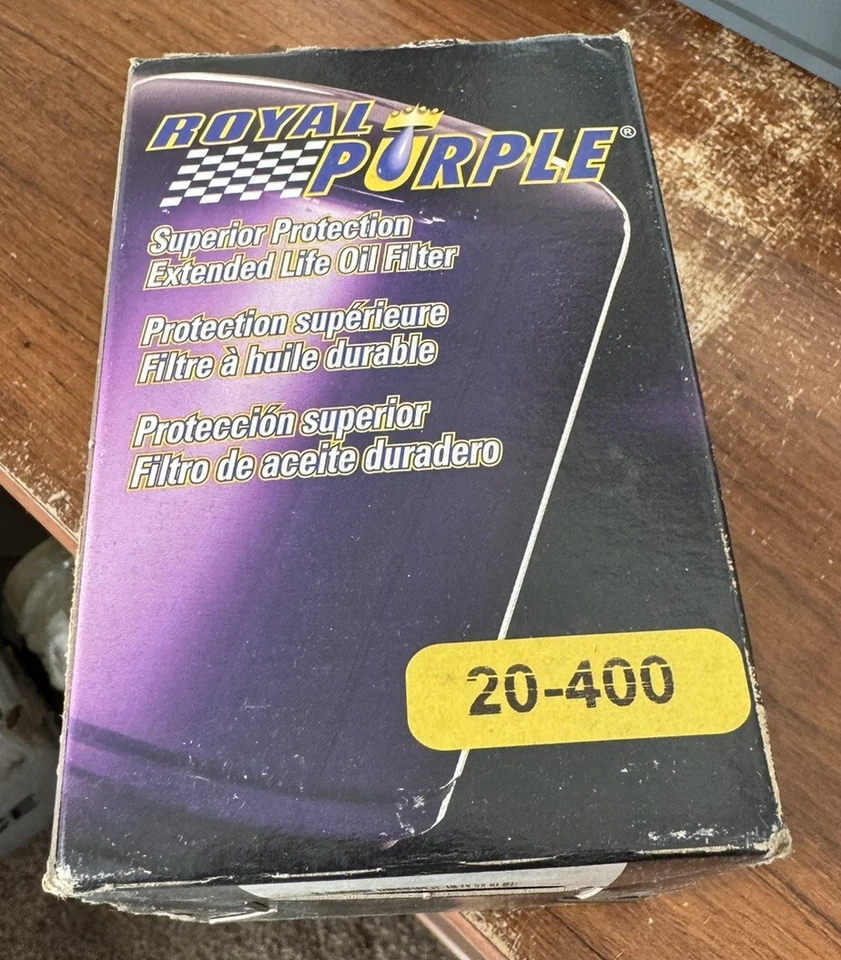 ROYAL
PURPLE®
Superior Protection
Extended Life Oil Filter
Protection supérieure
Filtre à huile durable
Protección superior
Filtro de aceite duradero
20-400